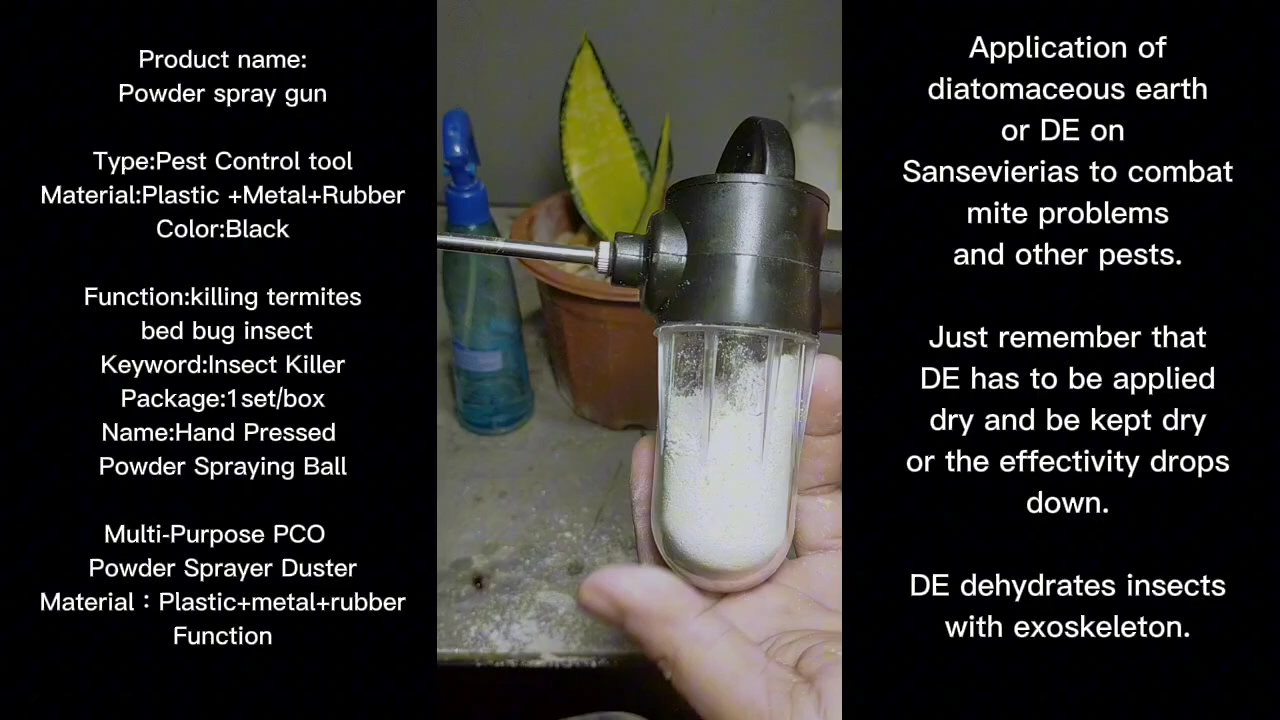 Product name:
Powder spray gun
Type:Pest Control tool
Material:Plastic +Metal+Rubber
Color:Black
Function:killing termites
bed bug insect
Keyword:Insect Killer
Package:1set/box
Name:Hand Pressed
Powder Spraying Ball
Multi-Purpose PCO
Powder Sprayer Duster
Material：Plastic+metal+rubber
Function
Application of
diatomaceous earth
or DE on
Sansevierias to combat
mite problems
and other pests.
Just remember that
DE has to be applied
dry and be kept dry
or the effectivity drops
down.
DE dehydrates insects
with exoskeleton.